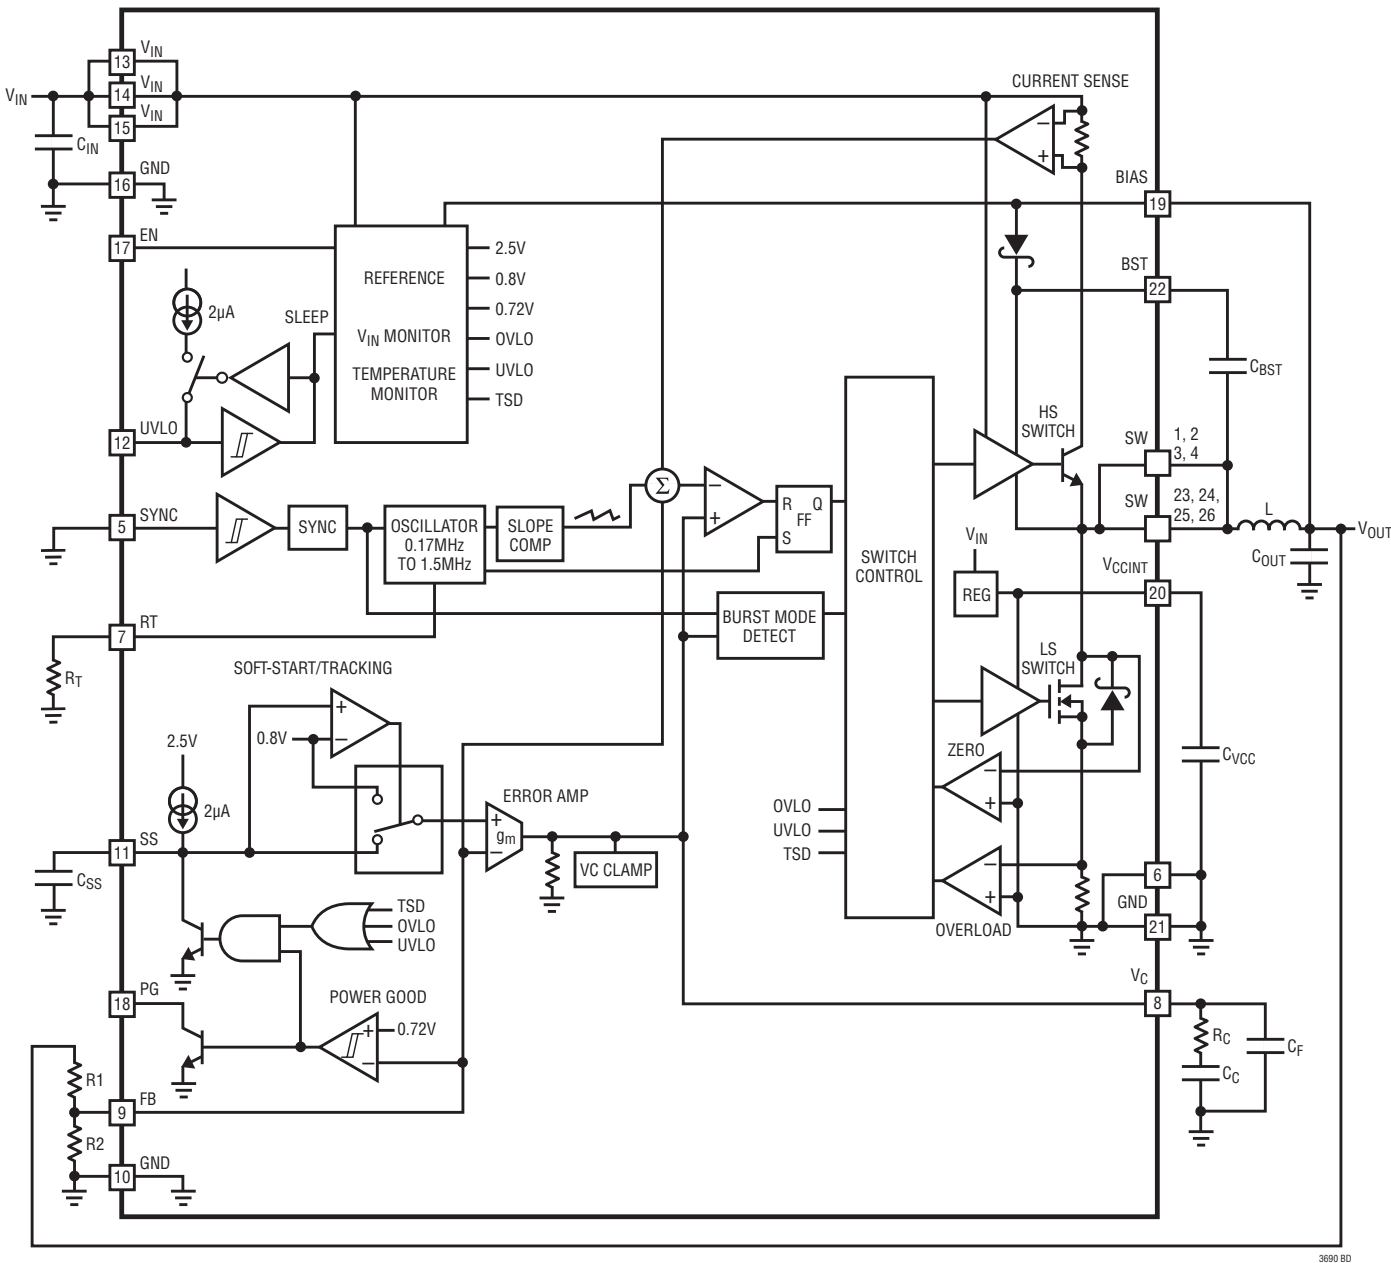 V_IN
13
V_IN
14
V_IN
15
V_IN
C_IN
16
GND
17
EN
2µA
SLEEP
REFERENCE
V_IN MONITOR
TEMPERATURE
MONITOR
2.5V
0.8V
0.72V
OVLO
UVLO
TSD
12
UVLO
CURRENT SENSE
−
+
BIAS
19
BST
22
C_BST
HS
SWITCH
SW
1, 2
3, 4
SW
23, 24,
25, 26
L
V_OUT
C_OUT
5
SYNC
SYNC
OSCILLATOR
0.17MHz
TO 1.5MHz
SLOPE
COMP
Σ
−
+
R
Q
FF
S
SWITCH
CONTROL
V_IN
REG
V_CCINT
20
7
RT
R_T
BURST MODE
DETECT
LS
SWITCH
C_VCC
SOFT-START/TRACKING
+
0.8V
−
2.5V
2µA
11
SS
C_SS
ERROR AMP
+
g_m
−
VC CLAMP
ZERO
−
+
OVLO
UVLO
TSD
−
+
OVERLOAD
6
GND
21
TSD
OVLO
UVLO
18
PG
POWER GOOD
+
0.72V
−
V_C
8
R_C
C_C
C_F
R1
9
FB
R2
10
GND
3690 BD